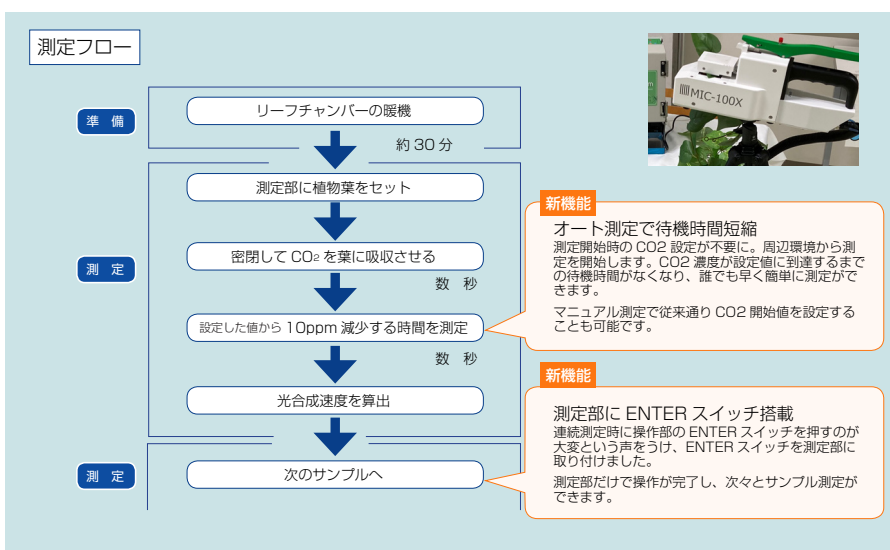 測定フロー
準 備
リーフチャンバーの暖機
約 30 分
測 定
測定部に植物葉をセット
密閉して CO₂ を葉に吸収させる
数 秒
設定した値から 10ppm 減少する時間を測定
数 秒
光合成速度を算出
測 定
次のサンプルへ
MIC-100X
新機能
オート測定で待機時間短縮
測定開始時の CO2 設定が不要に。周辺環境から測
定を開始します。CO2 濃度が設定値に到達するまで
の待機時間がなくなり、誰でも早く簡単に測定がで
きます。
マニュアル測定で従来通り CO2 開始値を設定する
ことも可能です。
新機能
測定部に ENTER スイッチ搭載
連続測定時に操作部の ENTER スイッチを押すのが
大変という声をうけ、ENTER スイッチを測定部に
取り付けました。
測定部だけで操作が完了し、次々とサンプル測定が
できます。